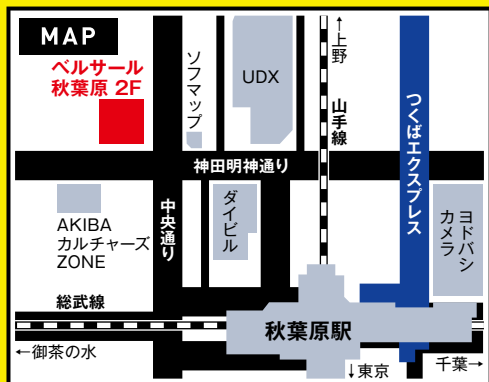 MAP
ベルサール
秋葉原 2F
ソフマップ
UDX
↑上野
山手線
つくばエクスプレス
神田明神通り
AKIBA
カルチャーズ
ZONE
中央通り
ダイビル
ヨドバシ
カメラ
総武線
秋葉原駅
←御茶の水
↓東京
千葉→